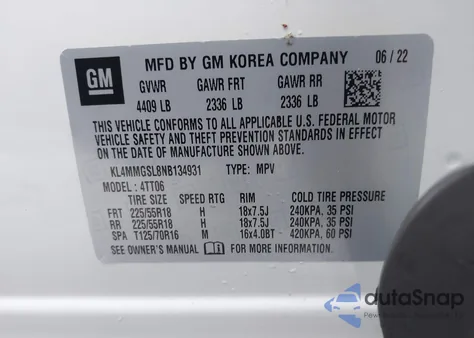 GM
MFD BY GM KOREA COMPANY 06 / 22
GVWR GAWR FRT GAWR RR
4409 LB 2336 LB 2336 LB
THIS VEHICLE CONFORMS TO ALL APPLICABLE U.S. FEDERAL MOTOR
VEHICLE SAFETY AND THEFT PREVENTION STANDARDS IN EFFECT
ON THE DATE OF MANUFACTURE SHOWN ABOVE.
KL4MMGSL8NB134931 TYPE: MPV
MODEL: 4TT06
TIRE SIZE SPEED RTG RIM COLD TIRE PRESSURE
FRT 225/55R18 H 18x7.5J 240KPA, 35 PSI
RR 225/55R18 H 18x7.5J 240KPA, 35 PSI
SPA T125/70R16 M 16x4.0BT 420KPA, 60 PSI
SEE OWNER'S MANUAL FOR MORE INFORMATION
dutaSnap